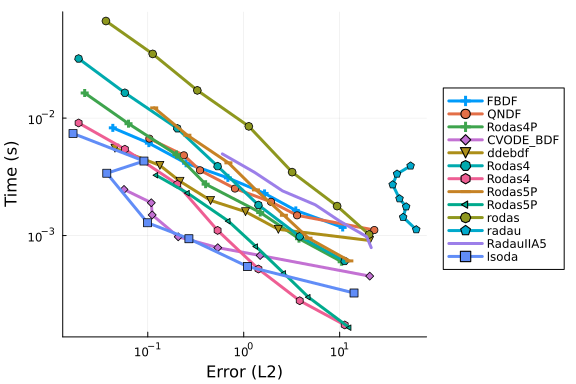 Time (s)
10⁻²
10⁻³
10⁻¹
10⁰
10¹
Error (L2)
FBDF
QNDF
Rodas4P
CVODE_BDF
ddebdf
Rodas4
Rodas4
Rodas5P
Rodas5P
rodas
radau
RadauIIA5
lsoda